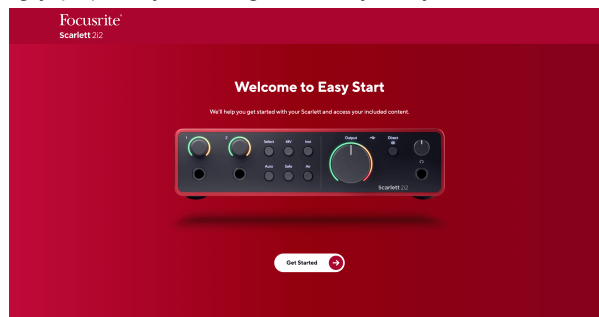 Focusrite®
Scarlett 2i2
Welcome to Easy Start
We'll help you get started with your Scarlett and access your included content.
1 2 Select 48V Inst Output Direct
Auto Safe Air
Scarlett 2i2
Get Started